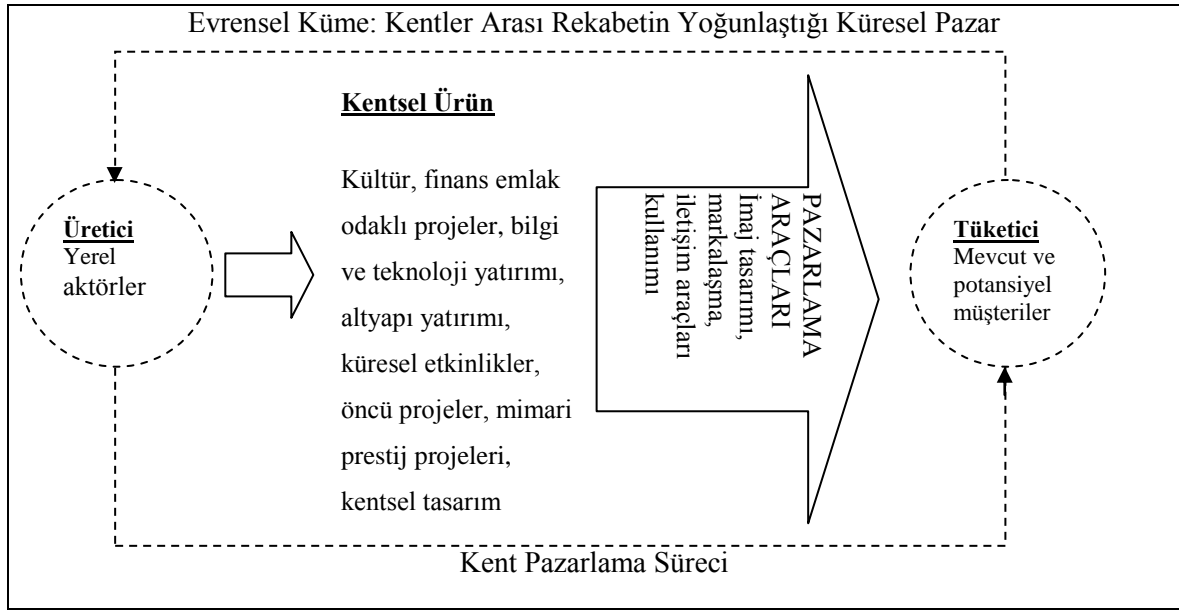 Evrensel Küme: Kentler Arası Rekabetin Yoğunlaştığı Küresel Pazar
Üretici
Yerel
aktörler
Kentsel Ürün
Kültür, finans emlak
odaklı projeler, bilgi
ve teknoloji yatırımı,
altyapı yatırımı,
küresel etkinlikler,
öncü projeler, mimari
prestij projeleri,
kentsel tasarım
PAZARLAMA
ARAÇLARI
İmaj tasarımı,
markalaşma,
iletişim araçları
kullanımı
Tüketici
Mevcut ve
potansiyel
müşteriler
Kent Pazarlama Süreci